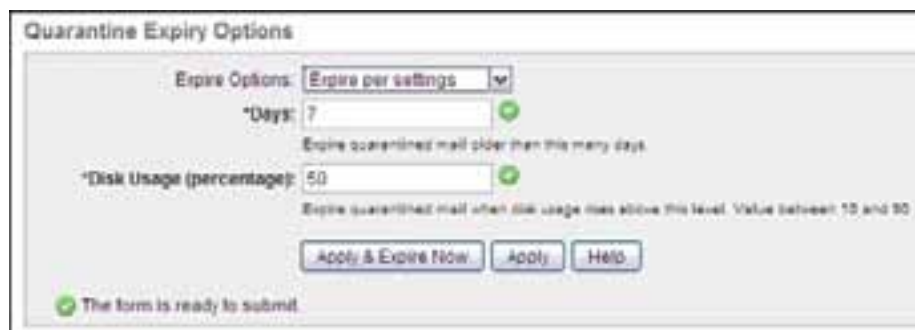 Quarantine Expiry Options
Expire Options: Expire per settings
*Days: 7
Expire quarantined mail older than this many days.
*Disk Usage (percentage): 50
Expire quarantined mail when disk usage rises above this level. Value between 10 and 90
Apply & Expire Now Apply Help
The form is ready to submit.